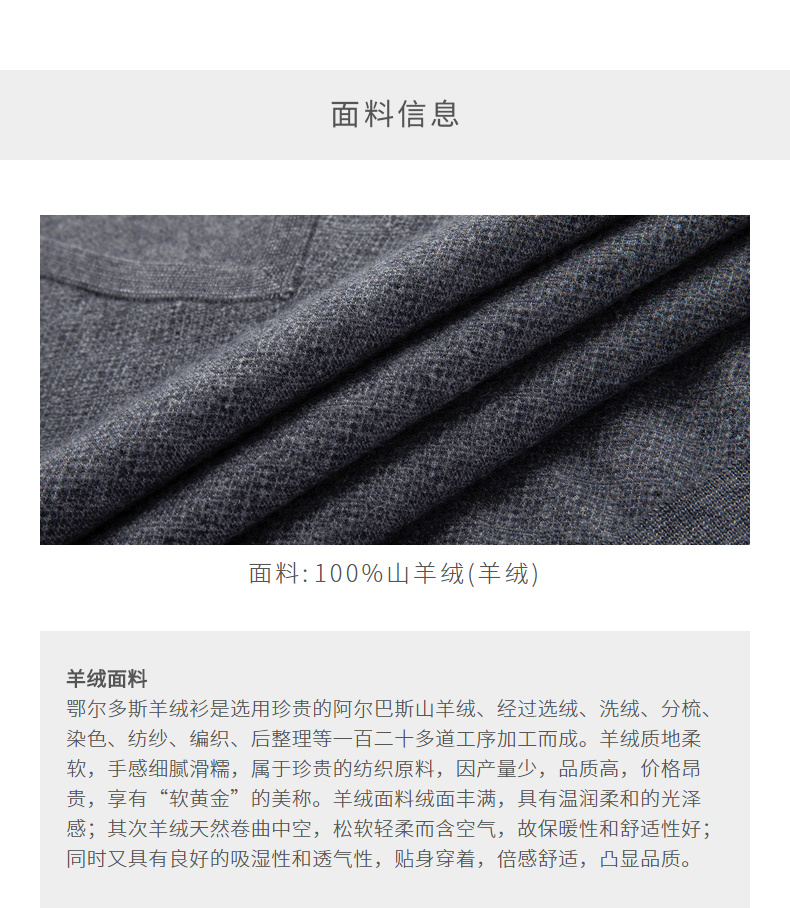 面料信息
面料:100%山羊绒(羊绒)
羊绒面料
鄂尔多斯羊绒衫是选用珍贵的阿尔巴斯山羊绒、经过选绒、洗绒、分梳、
染色、纺纱、编织、后整理等一百二十多道工序加工而成。羊绒质地柔
软，手感细腻滑糯，属于珍贵的纺织原料，因产量少，品质高，价格昂
贵，享有“软黄金”的美称。羊绒面料绒面丰满，具有温润柔和的光泽
感；其次羊绒天然卷曲中空，松软轻柔而含空气，故保暖性和舒适性好；
同时又具有良好的吸湿性和透气性，贴身穿着，倍感舒适，凸显品质。